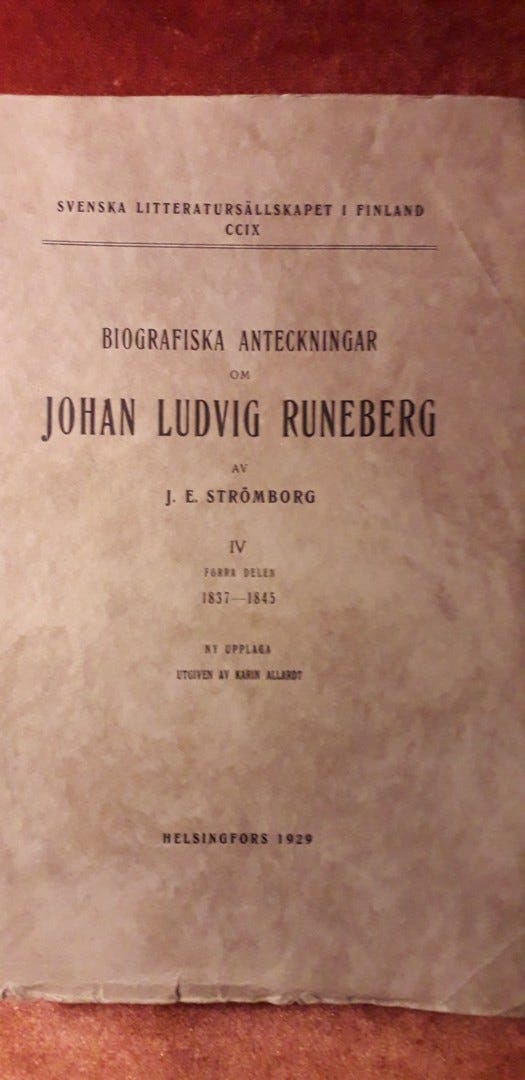 SVENSKA LITTERATURSÄLLSKAPET I FINLAND
CCIX
BIOGRAFISKA ANTECKNINGAR
OM
JOHAN LUDVIG RUNEBERG
AV
J. E. STRÖMBORG
IV
FÖRRA DELEN
1837—1845
NY UPPLAGA
UTGIVEN AV KARIN ALLARDT
HELSINGFORS 1929